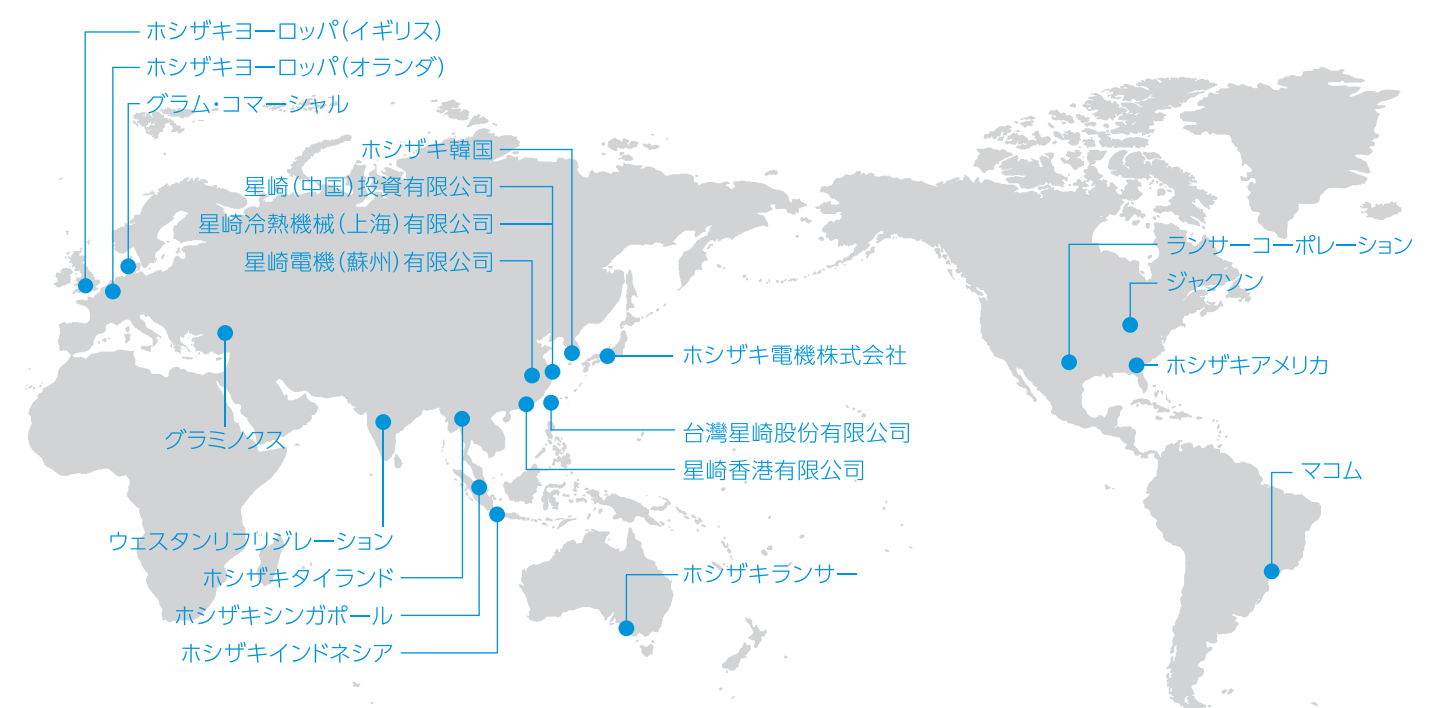 ホシザキヨーロッパ（イギリス）
ホシザキヨーロッパ（オランダ）
グラム・コマーシャル
ホシザキ韓国
星崎（中国）投資有限公司
星崎冷熱機械（上海）有限公司
星崎電機（蘇州）有限公司
ランサーコーポレーション
ジャクソン
ホシザキ電機株式会社
ホシザキアメリカ
グラミノクス
台灣星崎股份有限公司
星崎香港有限公司
マコム
ウェスタンリフリジレーション
ホシザキタイランド
ホシザキランサー
ホシザキシンガポール
ホシザキインドネシア